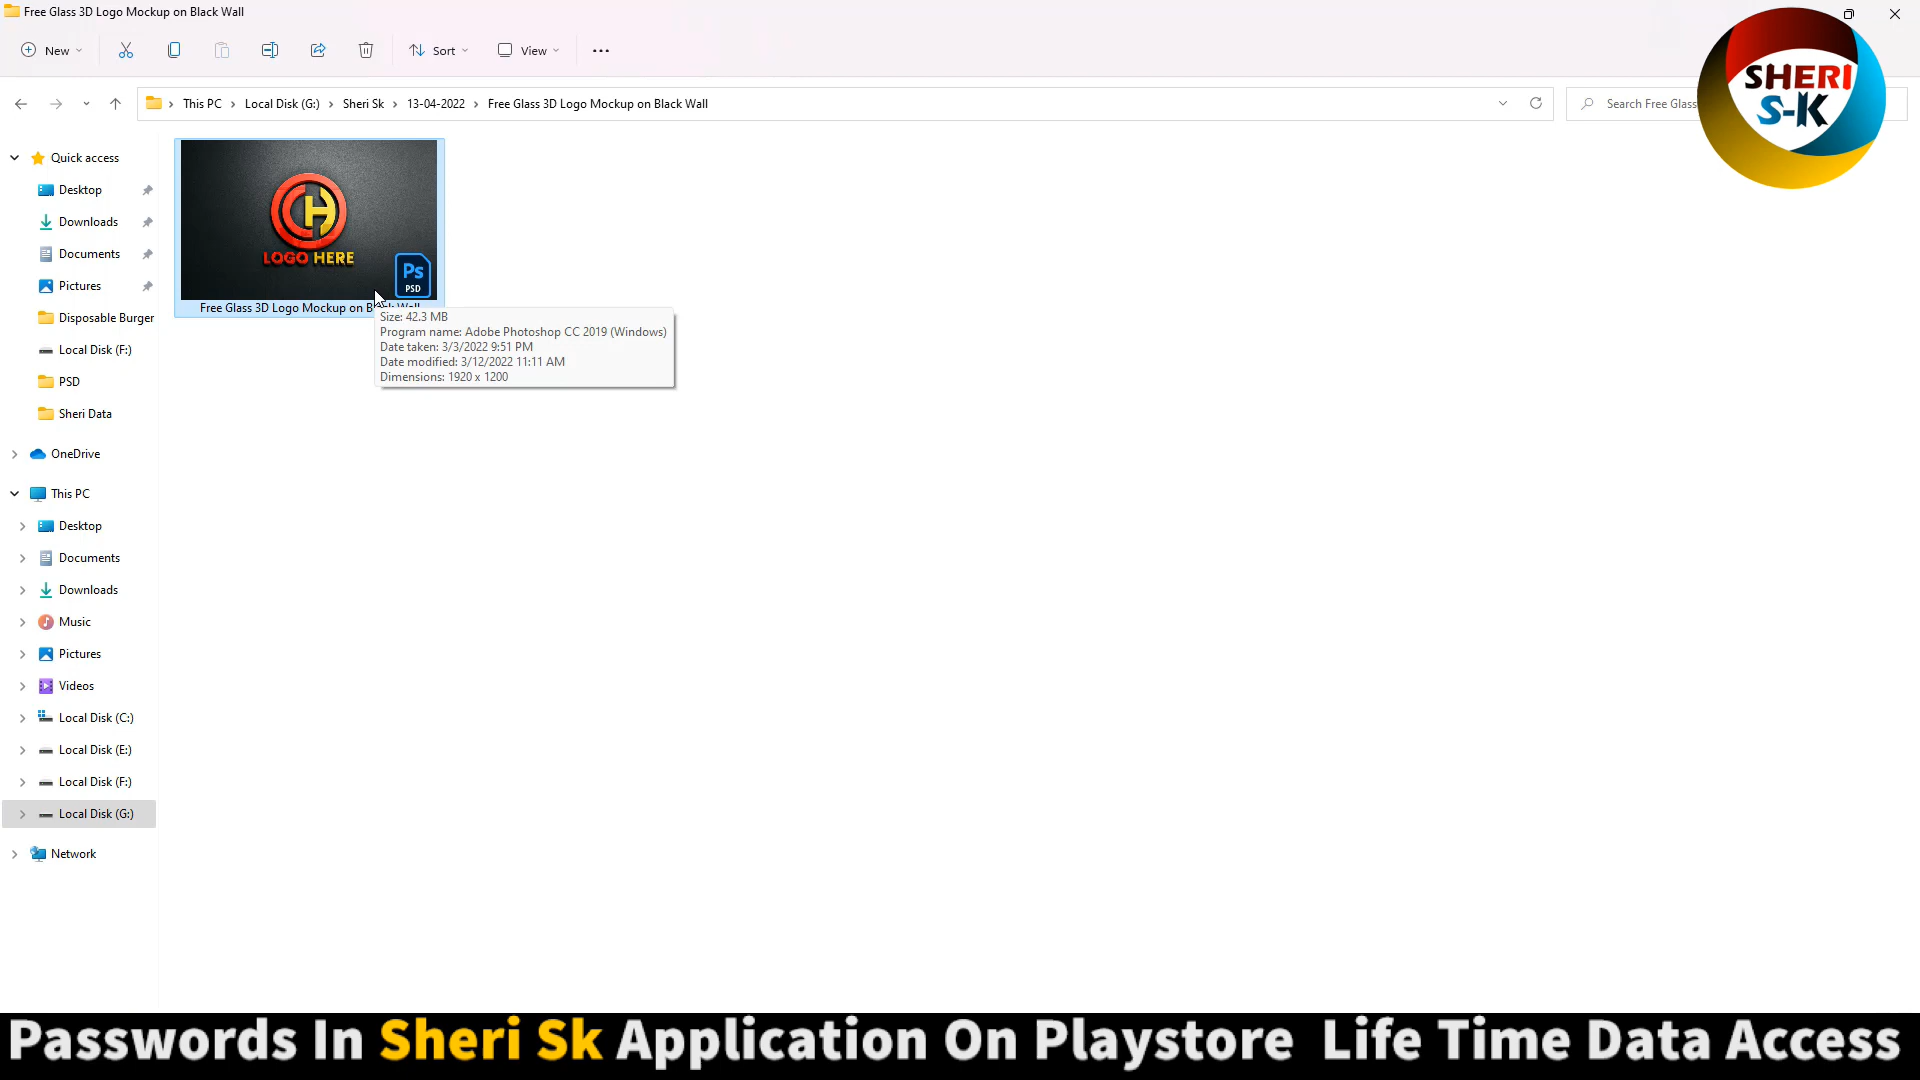 Free Glass 3D Logo Mockup on Black Wall
New
Sort
View
This PC
Local Disk (G:)
Sheri Sk
13-04-2022
Free Glass 3D Logo Mockup on Black Wall
Search Free Glass
SHERI
S-K
Quick access
Desktop
Downloads
Documents
Pictures
Disposable Burger
Local Disk (F:)
PSD
Sheri Data
OneDrive
This PC
Desktop
Documents
Downloads
Music
Pictures
Videos
Local Disk (C:)
Local Disk (E:)
Local Disk (F:)
Local Disk (G:)
Network
CH
LOGO HERE
Ps
PSD
Free Glass 3D Logo Mockup on
Size: 42.3 MB
Program name: Adobe Photoshop CC 2019 (Windows)
Date taken: 3/3/2022 9:51 PM
Date modified: 3/12/2022 11:11 AM
Dimensions: 1920 x 1200
Passwords In Sheri Sk Application On Playstore Life Time Data Access